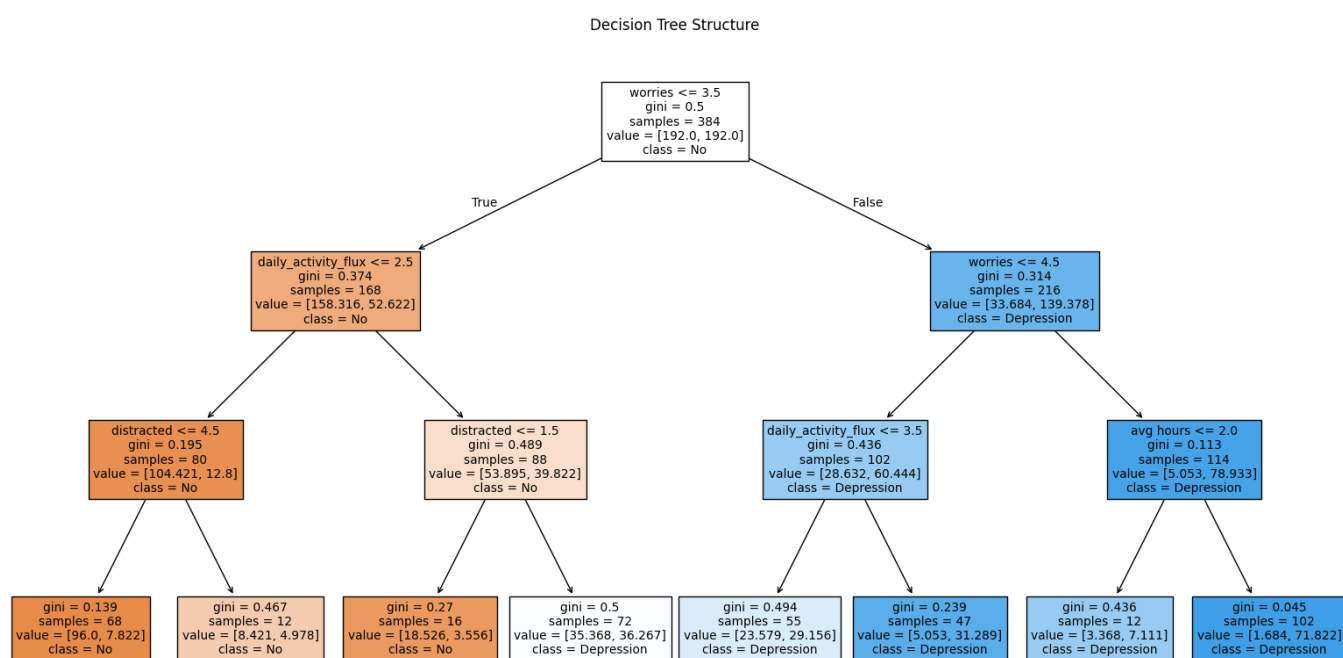 Decision Tree Structure
worries <= 3.5
gini = 0.5
samples = 384
value = [192.0, 192.0]
class = No
True
False
daily_activity_flux <= 2.5
gini = 0.374
samples = 168
value = [158.316, 52.622]
class = No
worries <= 4.5
gini = 0.314
samples = 216
value = [33.684, 139.378]
class = Depression
distracted <= 4.5
gini = 0.195
samples = 80
value = [104.421, 12.8]
class = No
distracted <= 1.5
gini = 0.489
samples = 88
value = [53.895, 39.822]
class = No
daily_activity_flux <= 3.5
gini = 0.436
samples = 102
value = [28.632, 60.444]
class = Depression
avg hours <= 2.0
gini = 0.113
samples = 114
value = [5.053, 78.933]
class = Depression
gini = 0.139
samples = 68
value = [96.0, 7.822]
class = No
gini = 0.467
samples = 12
value = [8.421, 4.978]
class = No
gini = 0.27
samples = 16
value = [18.526, 3.556]
class = No
gini = 0.5
samples = 72
value = [35.368, 36.267]
class = Depression
gini = 0.494
samples = 55
value = [23.579, 29.156]
class = Depression
gini = 0.239
samples = 47
value = [5.053, 31.289]
class = Depression
gini = 0.436
samples = 12
value = [3.368, 7.111]
class = Depression
gini = 0.045
samples = 102
value = [1.684, 71.822]
class = Depression